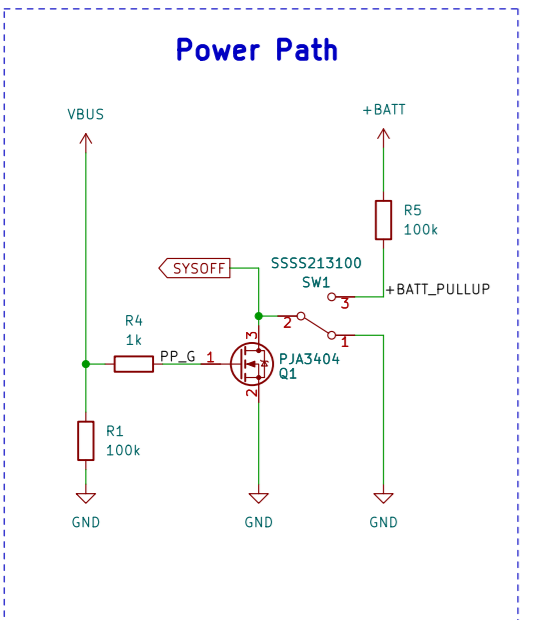 Power Path
VBUS
+BATT
R5
100k
SSSS213100
SW1
SYSOFF
3
+BATT_PULLUP
2
R4
1k
3
1
PP_G
1
PJA3404
Q1
2
R1
100k
GND
GND
GND